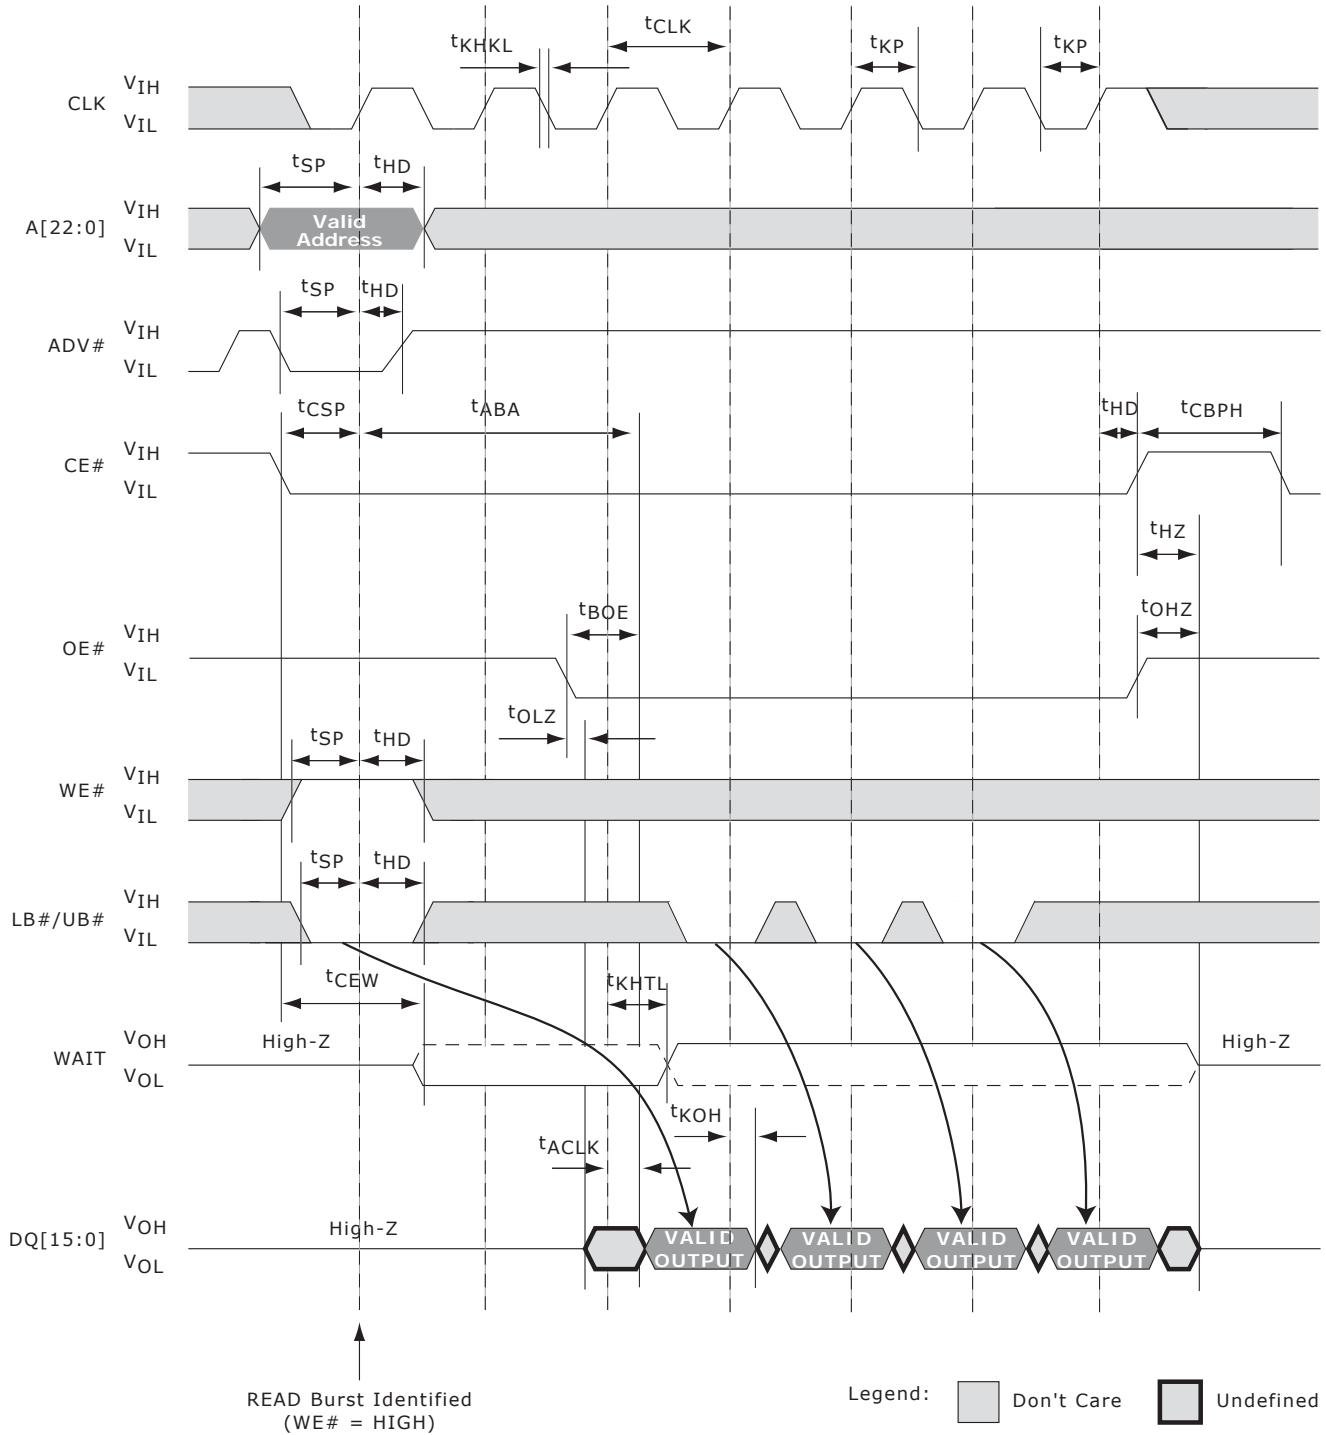 tCLK
tKHKL
tKP
tKP
CLK
VIH
VIL
tSP
tHD
A[22:0]
VIH
VIL
Valid
Address
tSP
tHD
ADV#
VIH
VIL
tCSP
tABA
tHD
tCBPH
CE#
VIH
VIL
tHZ
tBOE
tOHZ
OE#
VIH
VIL
tOLZ
tSP
tHD
WE#
VIH
VIL
tSP
tHD
LB#/UB#
VIH
VIL
tCEW
tKHTL
WAIT
VOH
VOL
High-Z
High-Z
tKOH
tACLK
DQ[15:0]
VOH
VOL
High-Z
VALID
OUTPUT
VALID
OUTPUT
VALID
OUTPUT
VALID
OUTPUT
READ Burst Identified
(WE# = HIGH)
Legend:
Don't Care
Undefined